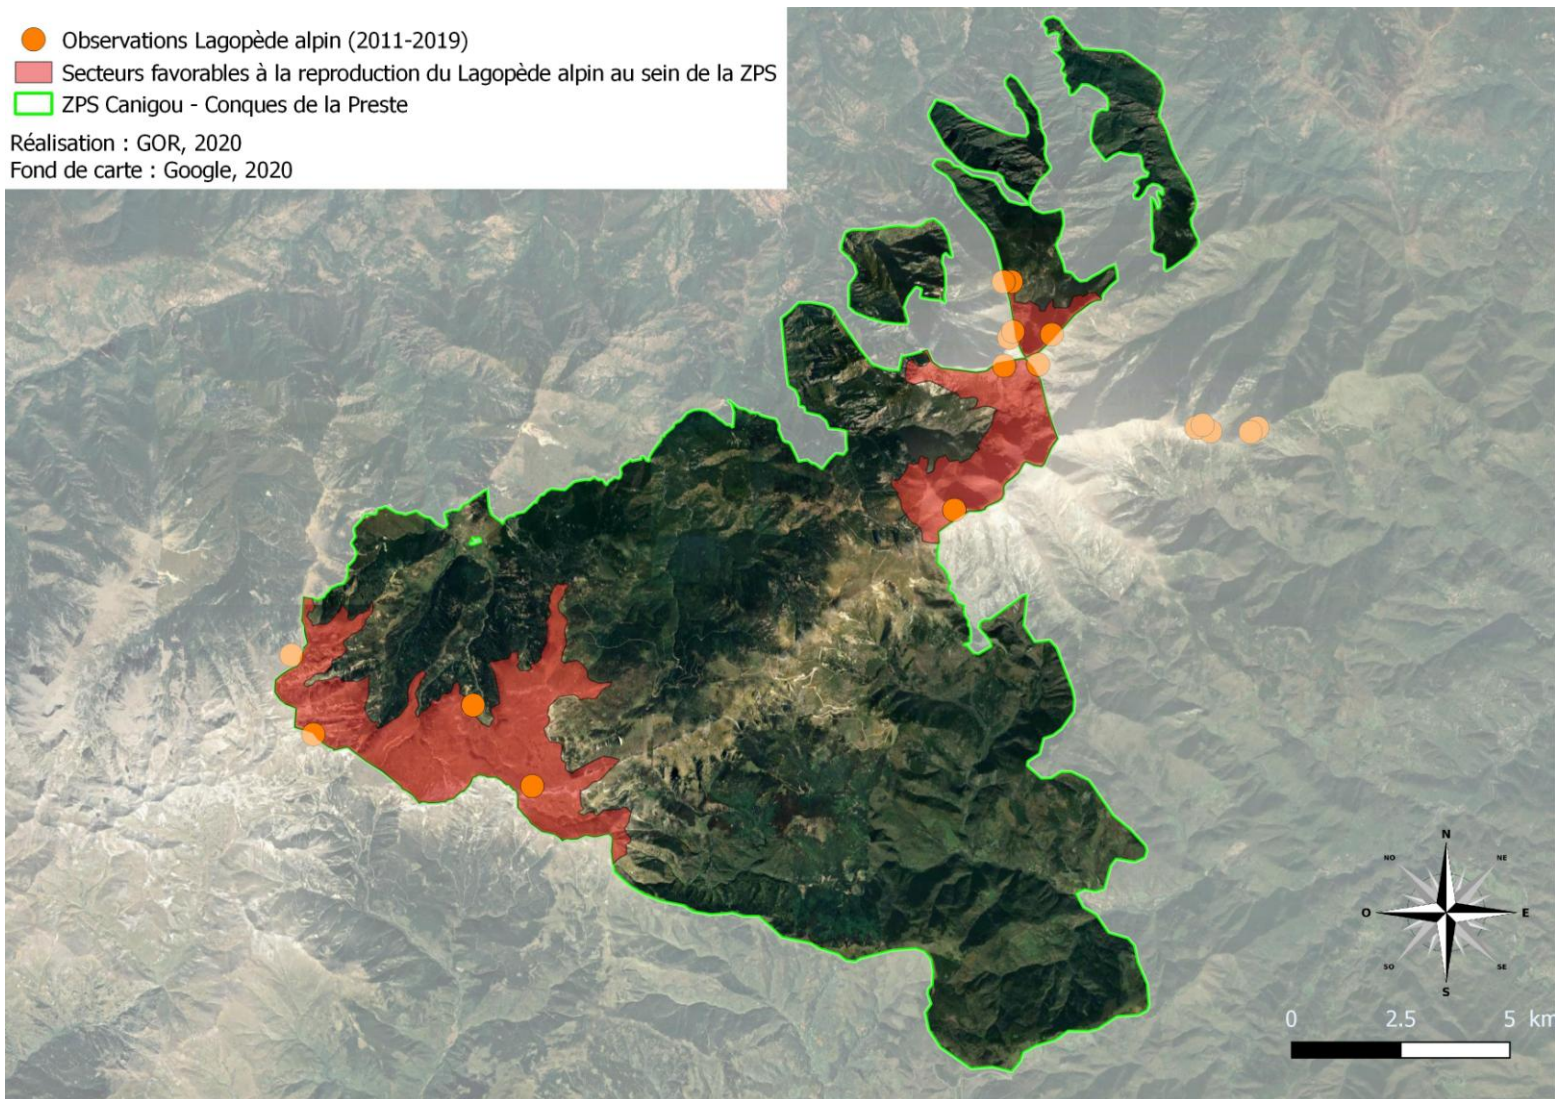 Observations Lagopède alpin (2011-2019)
Secteurs favorables à la reproduction du Lagopède alpin au sein de la ZPS
ZPS Canigou - Conques de la Preste
Réalisation : GOR, 2020
Fond de carte : Google, 2020
N
NO NE
O E
SO SE
S
0 2.5 5 km